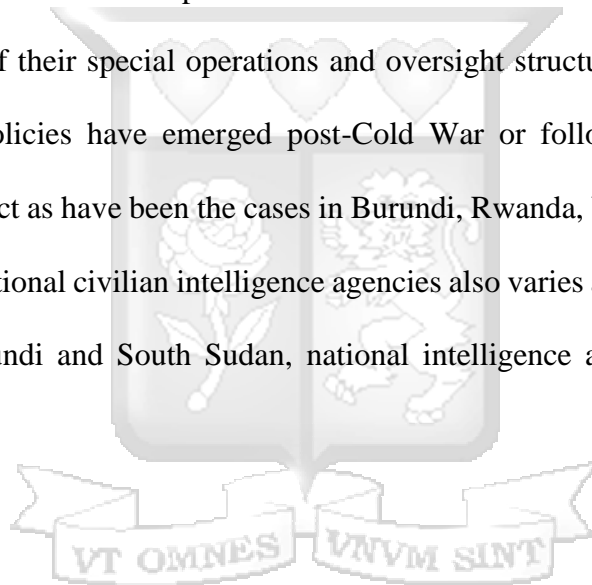 f their special operations and oversight structu
olicies have emerged post-Cold War or follo
ct as have been the cases in Burundi, Rwanda,
tional civilian intelligence agencies also varies
undi and South Sudan, national intelligence a
VT OMNES VNVM SINT